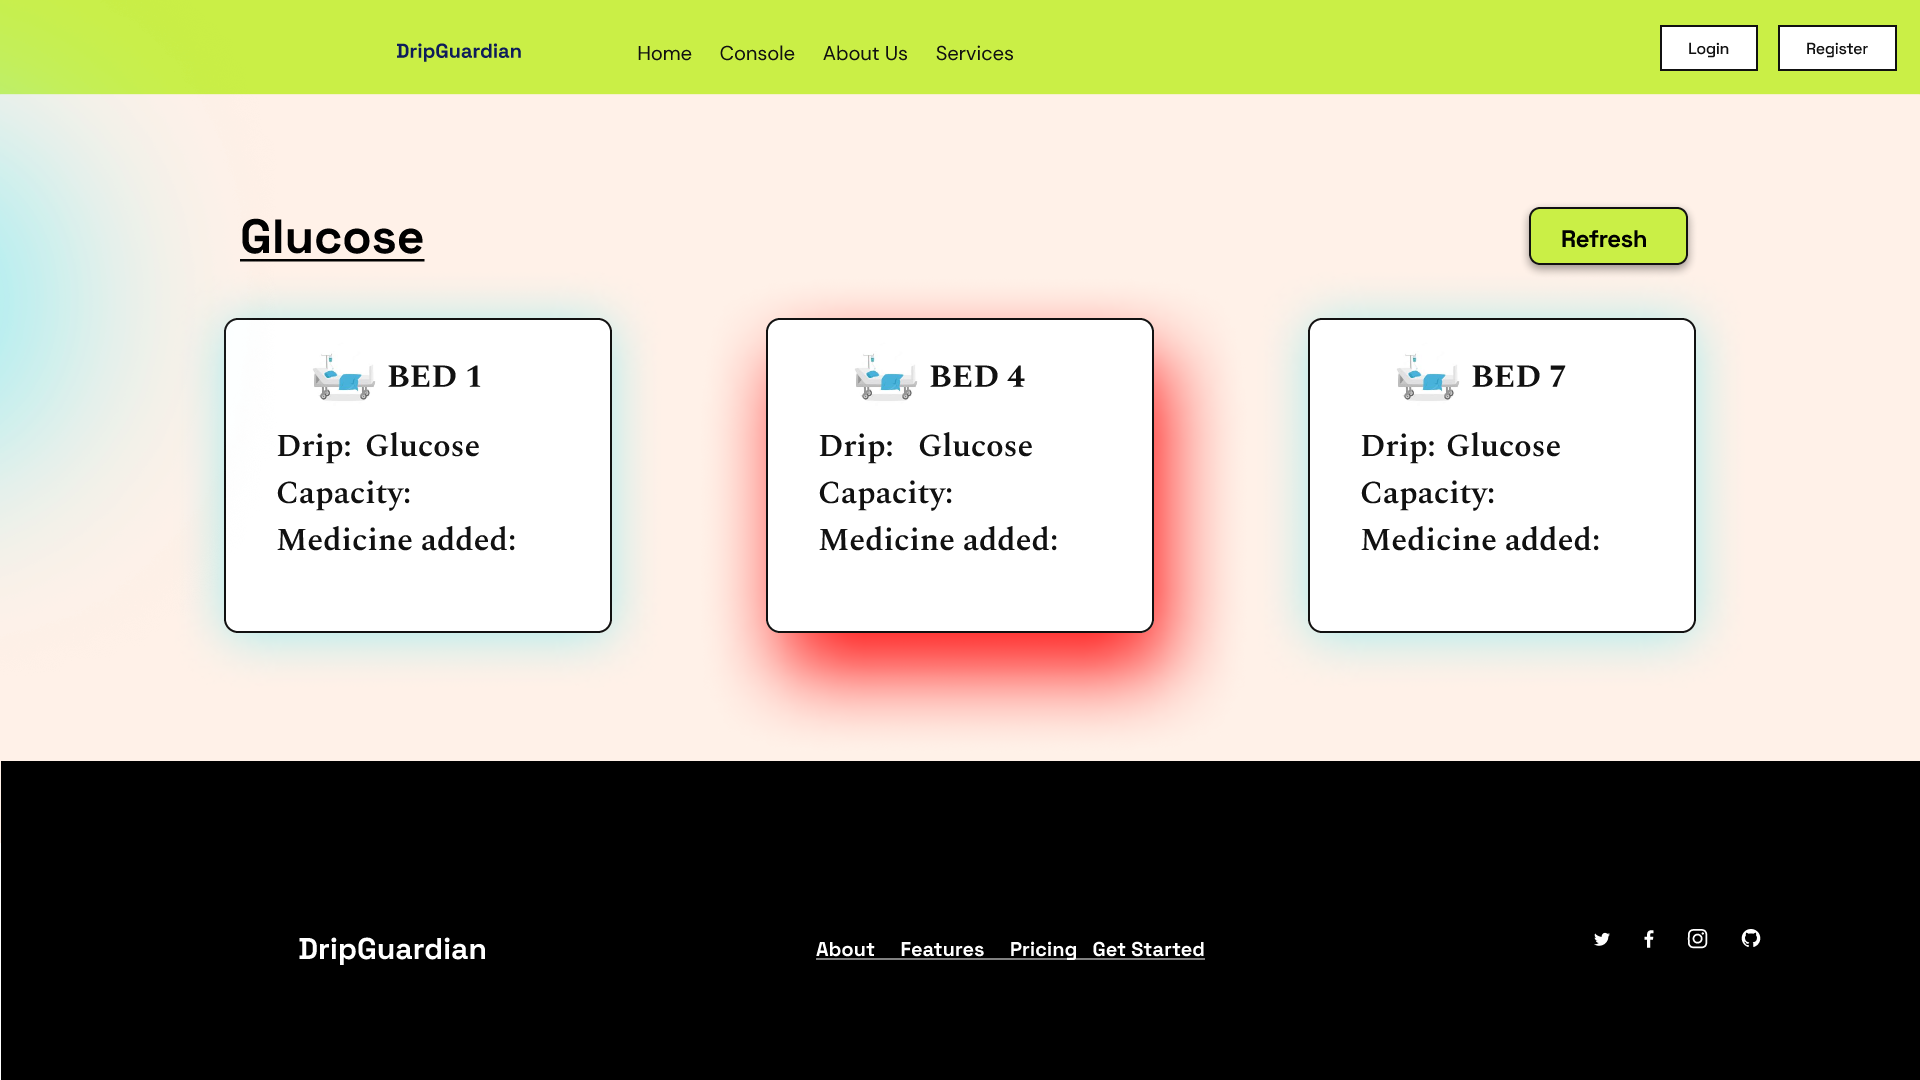 DripGuardian Home Console About Us Services Login Register
Glucose Refresh
BED 1
Drip: Glucose
Capacity:
Medicine added:
BED 4
Drip: Glucose
Capacity:
Medicine added:
BED 7
Drip: Glucose
Capacity:
Medicine added:
DripGuardian About Features Pricing Get Started